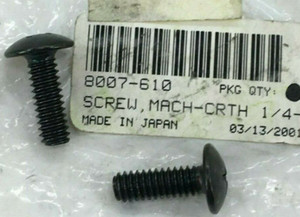 8007-610 PKG QTY:
SCREW, MACH-CRTH 1/4-
MADE IN JAPAN 03/13/2001